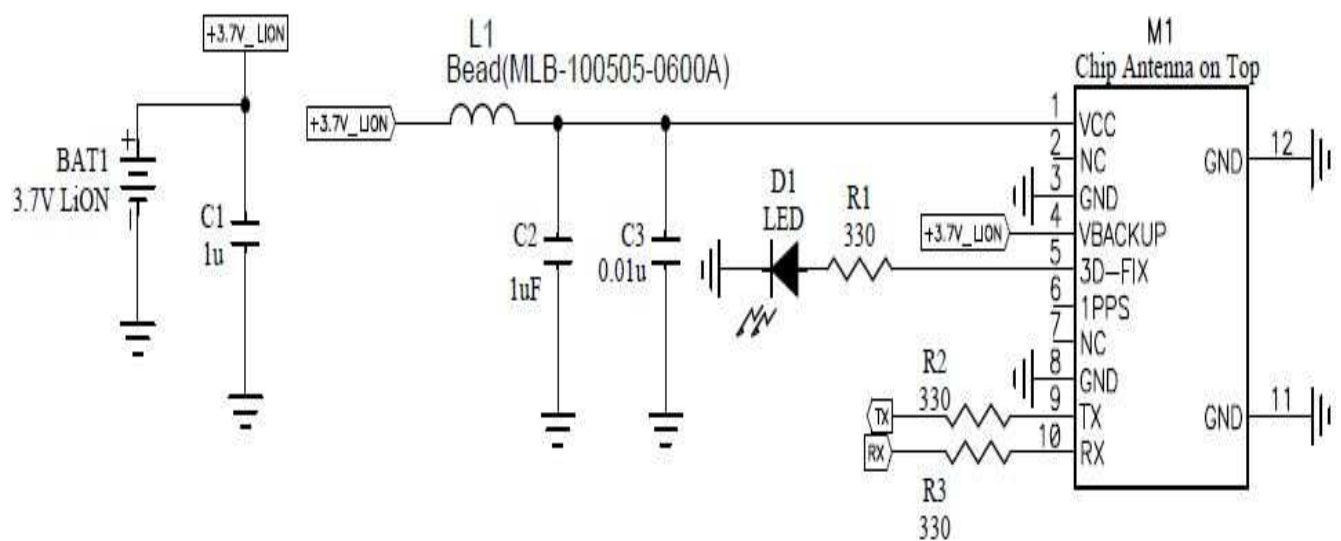 +3.7V_LION
BAT1
3.7V LiON
+
C1
1u
L1
Bead(MLB-100505-0600A)
+3.7V_LION
C2
1uF
C3
0.01u
D1
LED
R1
330
+3.7V_LION
R2
330
TX
RX
R3
330
M1
Chip Antenna on Top
1 VCC
2 NC
3 GND
4 VBACKUP
5 3D-FIX
6 1PPS
7 NC
8 GND
9 TX
10 RX
GND 12
GND 11